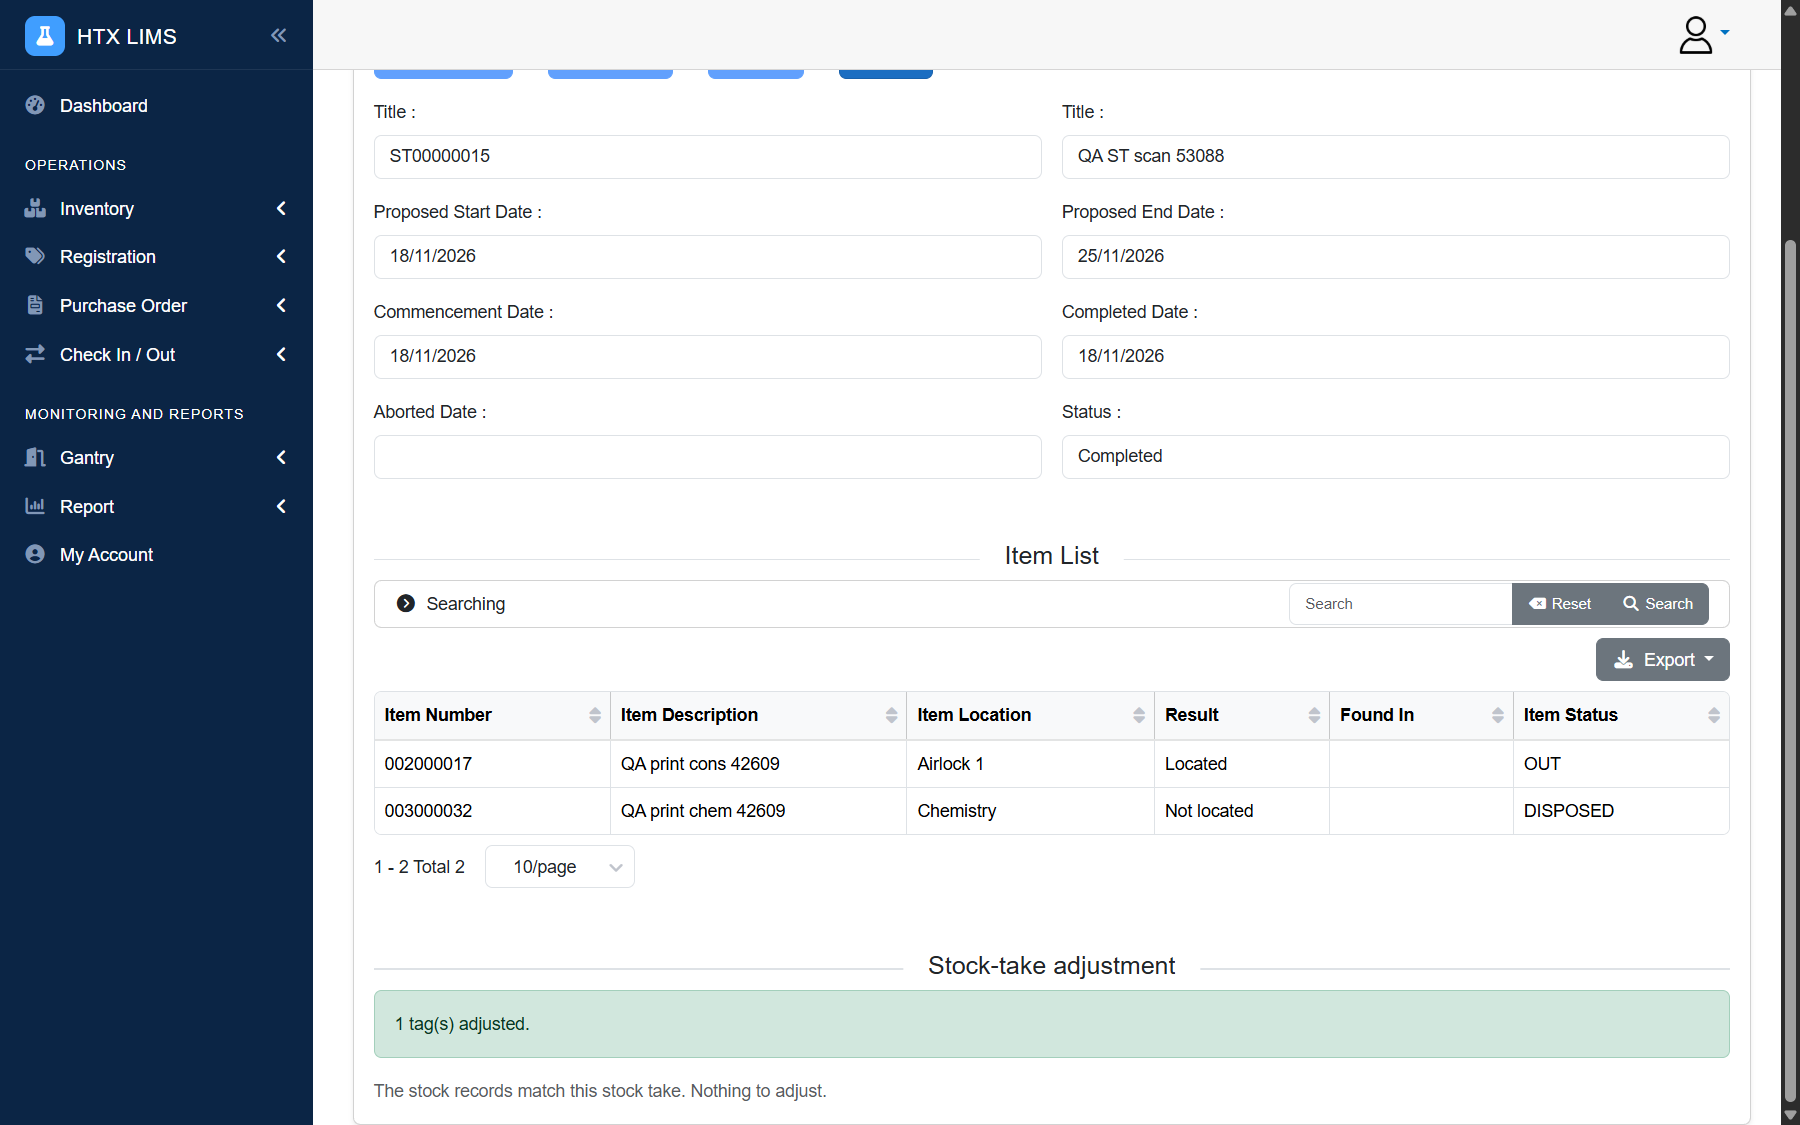 HTX LIMS
Dashboard
OPERATIONS
Inventory
Registration
Purchase Order
Check In / Out
MONITORING AND REPORTS
Gantry
Report
My Account
Title :
ST00000015
Title :
QA ST scan 53088
Proposed Start Date :
18/11/2026
Proposed End Date :
25/11/2026
Commencement Date :
18/11/2026
Completed Date :
18/11/2026
Aborted Date :
Status :
Completed
Item List
Searching
Search
Reset
Search
Export
Item Number Item Description Item Location Result Found In Item Status
002000017 QA print cons 42609 Airlock 1 Located OUT
003000032 QA print chem 42609 Chemistry Not located DISPOSED
1 - 2 Total 2
10/page
Stock-take adjustment
1 tag(s) adjusted.
The stock records match this stock take. Nothing to adjust.